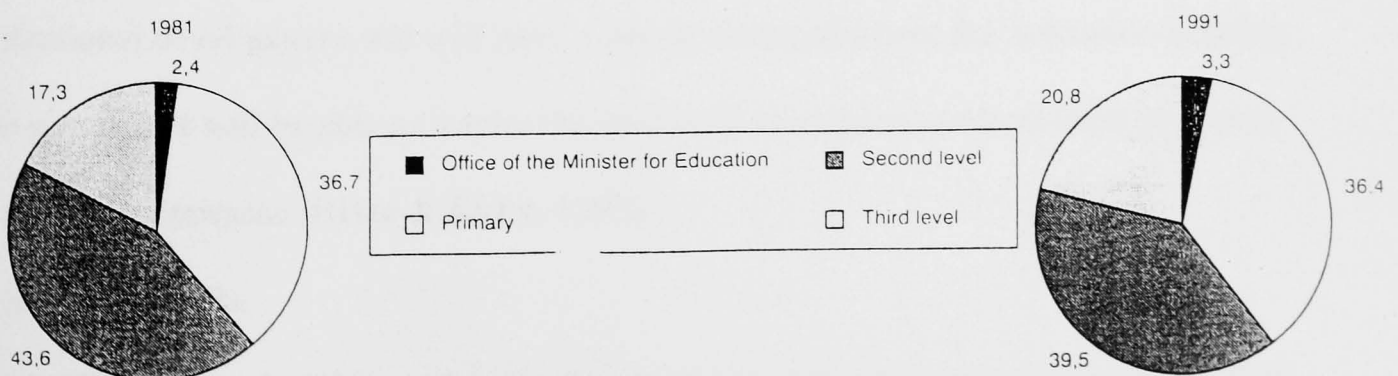 1981
2,4
17,3
36,7
43,6
Office of the Minister for Education
Second level
Primary
Third level
1991
3,3
20,8
36,4
39,5